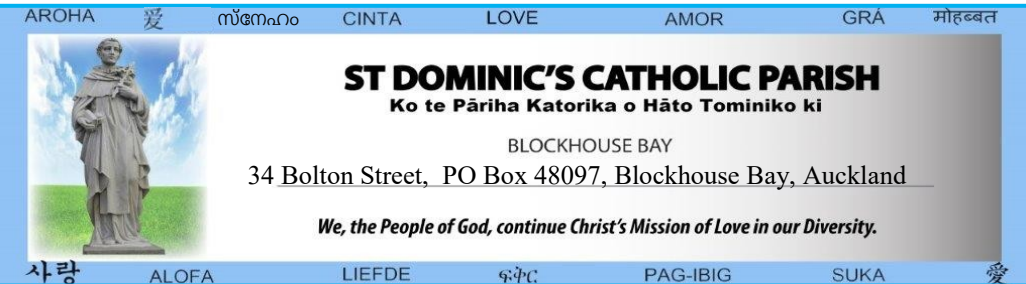 AROHA 爱 സ്നേഹം CINTA LOVE AMOR GRÁ मोहब्बत
ST DOMINIC'S CATHOLIC PARISH
Ko te Pāriha Katorika o Hāto Tominiko ki
BLOCKHOUSE BAY
34 Bolton Street, PO Box 48097, Blockhouse Bay, Auckland
We, the People of God, continue Christ's Mission of Love in our Diversity.
사랑 ALOFA LIEFDE ፍቅር PAG-IBIG SUKA 愛